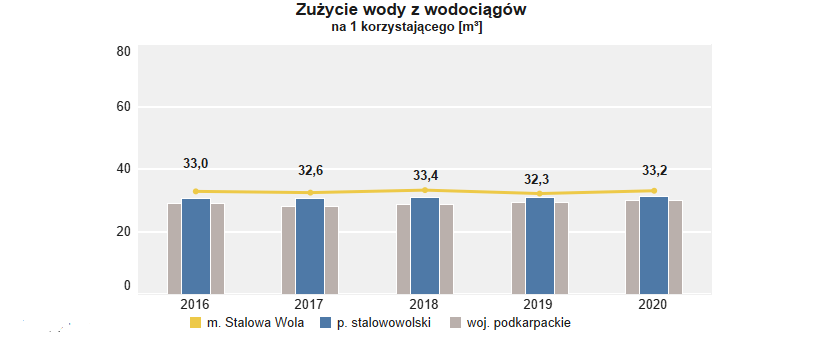 Zużycie wody z wodociągów
na 1 korzystającego [m³]
80
60
40
20
0
33,0
32,6
33,4
32,3
33,2
2016 2017 2018 2019 2020
m. Stalowa Wola p. stalowowolski woj. podkarpackie